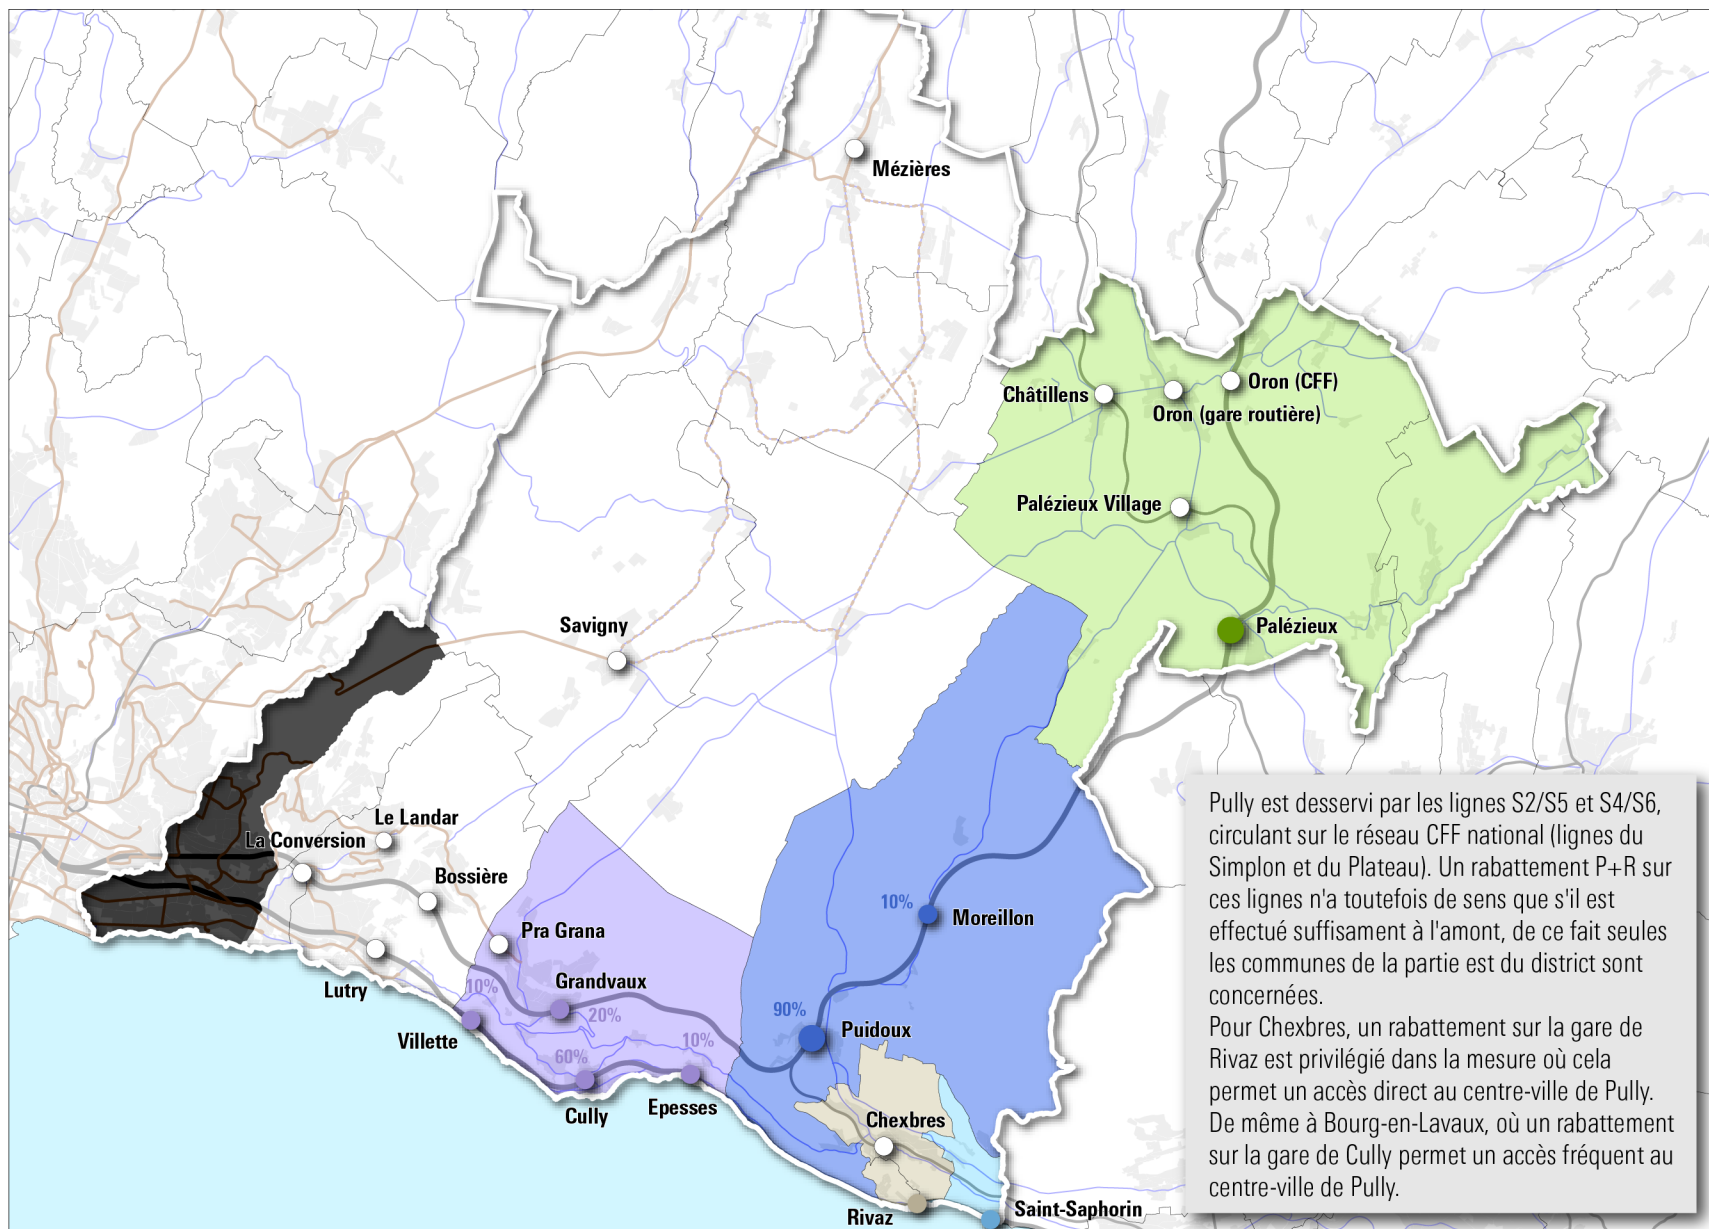 Mézières
Châtillens
Oron (CFF)
Oron (gare routière)
Palézieux Village
Savigny
Palézieux
Le Landar
La Conversion
Bossière
10%
Moreillon
Pra Grana
Grandvaux
10%
20%
90%
Lutry
Villette
10%
Puidoux
60%
Cully
Epesses
Chexbres
Rivaz
Saint-Saphorin
Pully est desservi par les lignes S2/S5 et S4/S6,
circulant sur le réseau CFF national (lignes du
Simplon et du Plateau). Un rabattement P+R sur
ces lignes n'a toutefois de sens que s'il est
effectué suffisament à l'amont, de ce fait seules
les communes de la partie est du district sont
concernées.
Pour Chexbres, un rabattement sur la gare de
Rivaz est privilégié dans la mesure où cela
permet un accès direct au centre-ville de Pully.
De même à Bourg-en-Lavaux, où un rabattement
sur la gare de Cully permet un accès fréquent au
centre-ville de Pully.